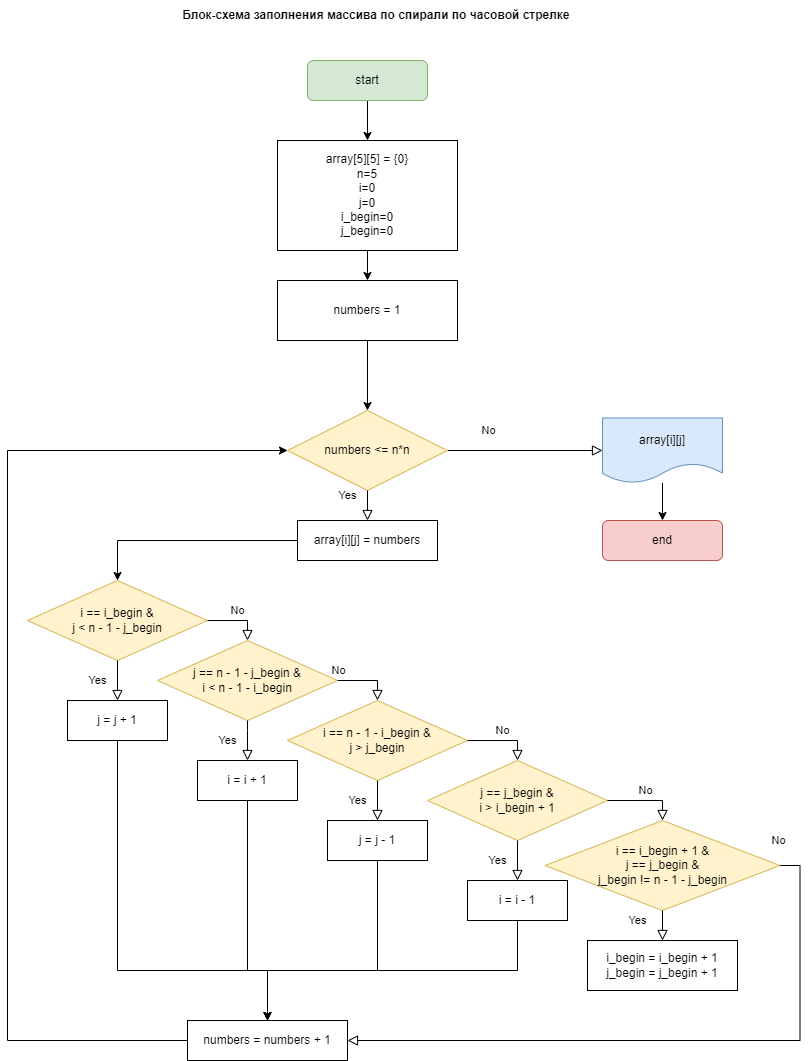 Блок-схема заполнения массива по спирали по часовой стрелке
start
array[5][5] = {0}
n=5
i=0
j=0
i_begin=0
j_begin=0
numbers = 1
numbers <= n*n
No
array[i][j]
Yes
array[i][j] = numbers
end
i == i_begin &
j < n - 1 - j_begin
No
Yes
j = j + 1
j == n - 1 - j_begin &
i < n - 1 - i_begin
No
Yes
i = i + 1
i == n - 1 - i_begin &
j > j_begin
No
Yes
j = j - 1
j == j_begin &
i > i_begin + 1
No
Yes
i = i - 1
i == i_begin + 1 &
j == j_begin &
j_begin != n - 1 - j_begin
No
Yes
i_begin = i_begin + 1
j_begin = j_begin + 1
numbers = numbers + 1